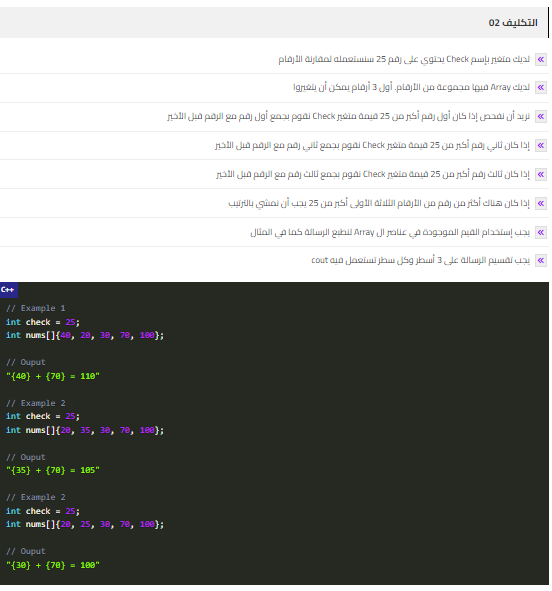 التكليف 02
لديك متغير بإسم Check يحتوي على رقم 25 سنستعمله لمقارنة الأرقام
لديك Array فيها مجموعة من الأرقام. أول 3 أرقام يمكن أن يتغيروا
نريد أن نفحص إذا كان أول رقم أكبر من 25 قيمة متغير Check نقوم بجمع أول رقم مع الرقم قبل الأخير
إذا كان ثاني رقم أكبر من 25 قيمة متغير Check نقوم بجمع ثاني رقم مع الرقم قبل الأخير
إذا كان ثالث رقم أكبر من 25 قيمة متغير Check نقوم بجمع ثالث رقم مع الرقم قبل الأخير
إذا كان هناك أكثر من رقم من الأرقام الثلاثة الأولى أكبر من 25 يجب أن نمشي بالترتيب
يجب إستخدام القيم الموجودة في عناصر ال Array لنطبع الرسالة كما في المثال
يجب تقسيم الرسالة على 3 أسطر وكل سطر تستعمل فيه cout
C++
// Example 1
int check = 25;
int nums[]{40, 20, 30, 70, 100};
// Ouput
"{40} + {70} = 110"
// Example 2
int check = 25;
int nums[]{20, 35, 30, 70, 100};
// Ouput
"{35} + {70} = 105"
// Example 2
int check = 25;
int nums[]{20, 25, 30, 70, 100};
// Ouput
"{30} + {70} = 100"